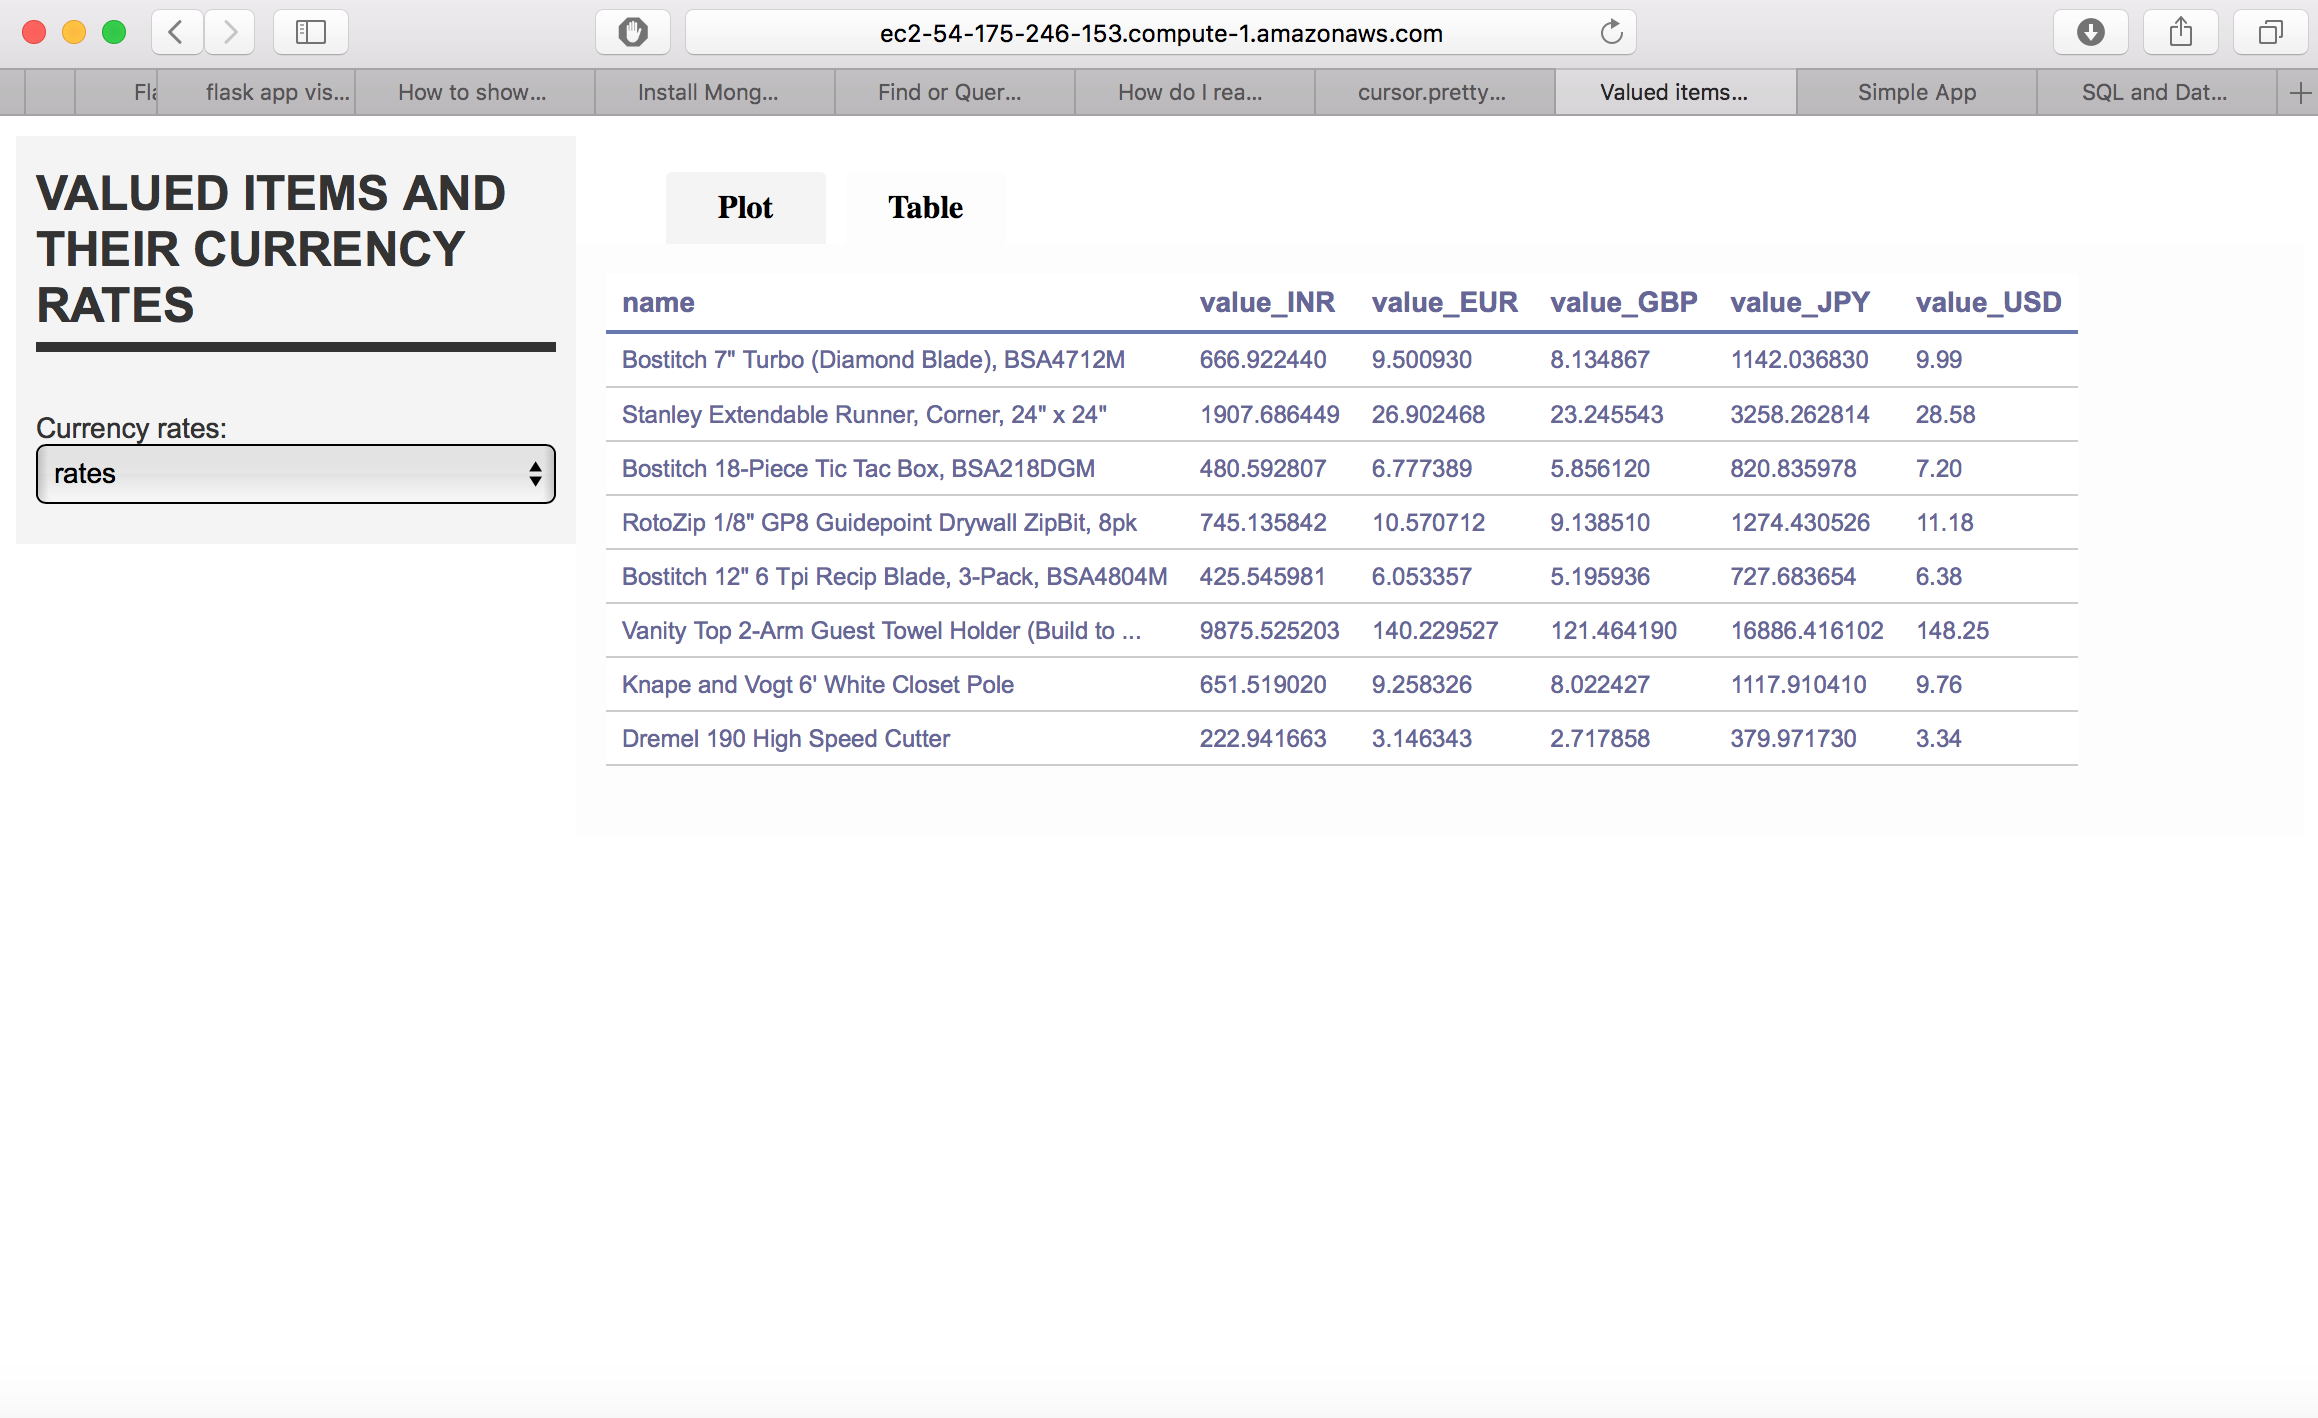 ec2-54-175-246-153.compute-1.amazonaws.com
flask app vis... How to show... Install Mong... Find or Quer... How do I rea... cursor.pretty... Valued items... Simple App SQL and Dat...
VALUED ITEMS AND
THEIR CURRENCY
RATES
Currency rates:
rates
Plot Table
name value_INR value_EUR value_GBP value_JPY value_USD
Bostitch 7" Turbo (Diamond Blade), BSA4712M 666.922440 9.500930 8.134867 1142.036830 9.99
Stanley Extendable Runner, Corner, 24" x 24" 1907.686449 26.902468 23.245543 3258.262814 28.58
Bostitch 18-Piece Tic Tac Box, BSA218DGM 480.592807 6.777389 5.856120 820.835978 7.20
RotoZip 1/8" GP8 Guidepoint Drywall ZipBit, 8pk 745.135842 10.570712 9.138510 1274.430526 11.18
Bostitch 12" 6 Tpi Recip Blade, 3-Pack, BSA4804M 425.545981 6.053357 5.195936 727.683654 6.38
Vanity Top 2-Arm Guest Towel Holder (Build to ... 9875.525203 140.229527 121.464190 16886.416102 148.25
Knape and Vogt 6' White Closet Pole 651.519020 9.258326 8.022427 1117.910410 9.76
Dremel 190 High Speed Cutter 222.941663 3.146343 2.717858 379.971730 3.34